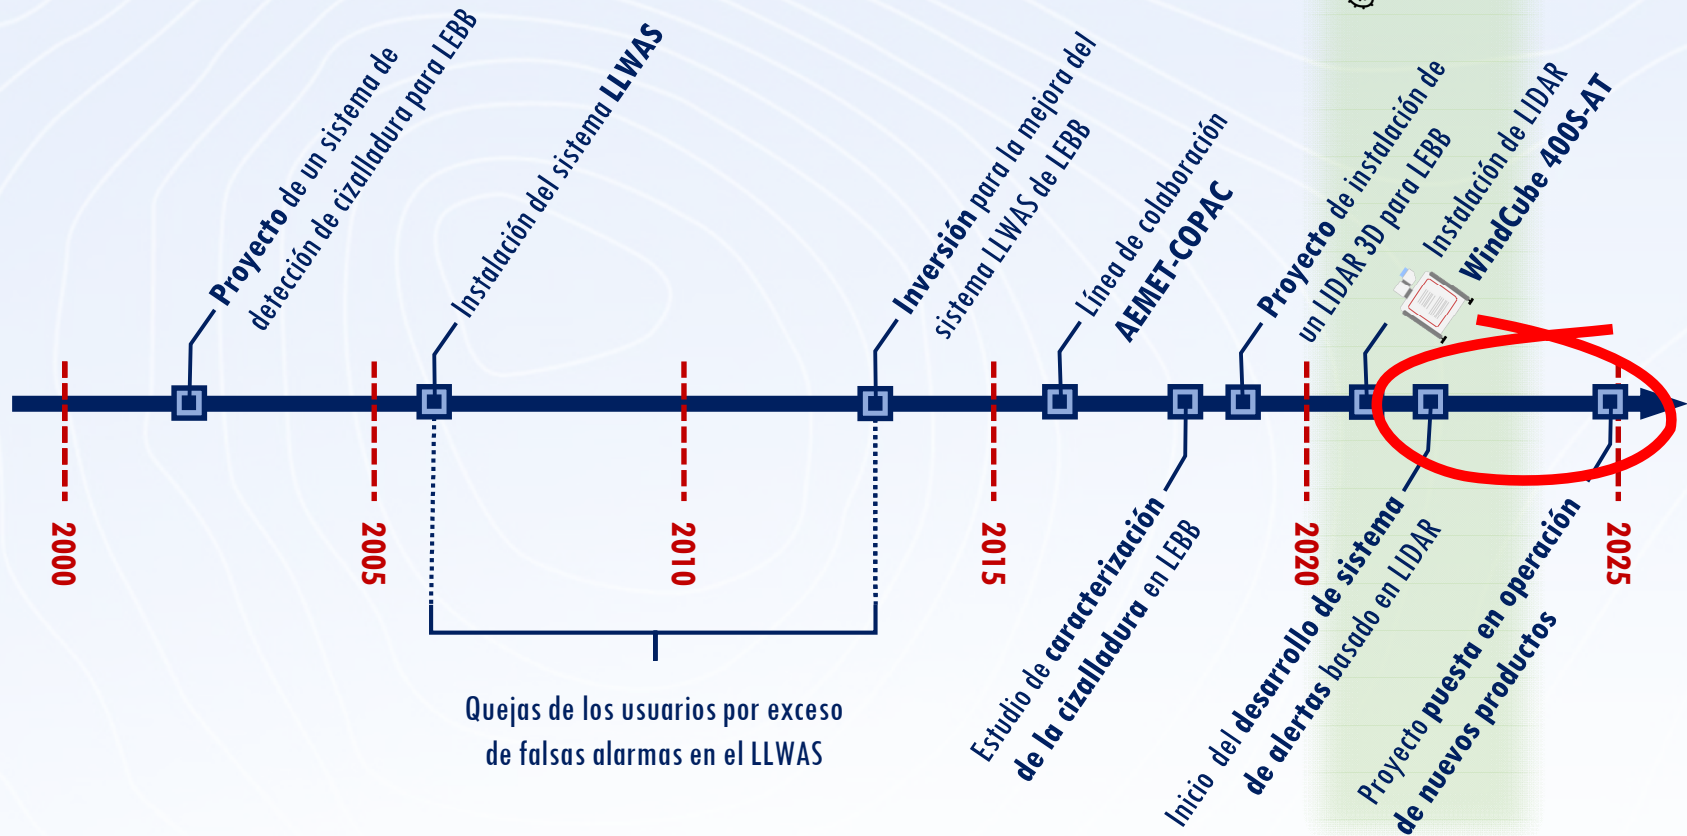 Proyecto de un sistema de
detección de cizalladura para LEBB
Instalación del sistema LLWAS
Inversión para la mejora del
sistema LLWAS de LEBB
Línea de colaboración
AEMET-COPAC
Proyecto de instalación de
un LIDAR 3D para LEBB
Instalación de LIDAR
WindCube 400S-AT
2000
2005
2010
2015
2020
2025
Quejas de los usuarios por exceso
de falsas alarmas en el LLWAS
Estudio de caracterización
de la cizalladura en LEBB
Inicio del desarrollo de sistema
de alertas basado en LIDAR
Proyecto puesta en operación
de nuevos productos